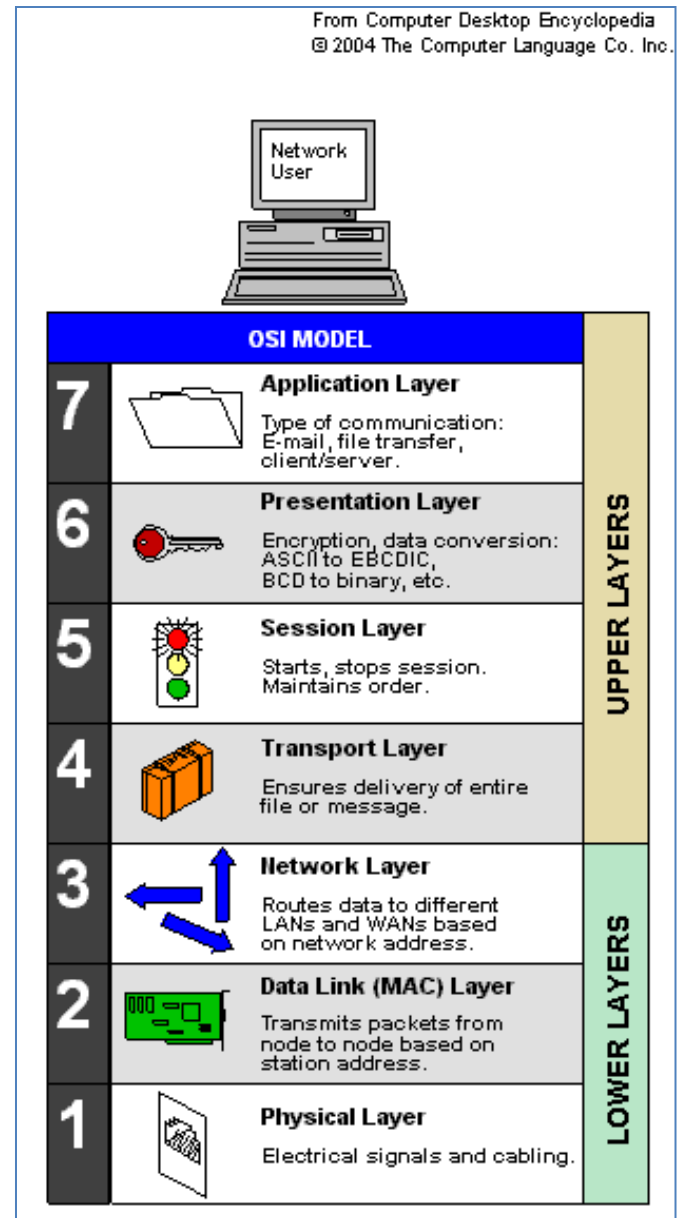 From Computer Desktop Encyclopedia
© 2004 The Computer Language Co. Inc.
Network
User
OSI MODEL
7
Application Layer
Type of communication:
E-mail, file transfer,
client/server.
6
Presentation Layer
Encryption, data conversion:
ASCII to EBCDIC,
BCD to binary, etc.
5
Session Layer
Starts, stops session.
Maintains order.
4
Transport Layer
Ensures delivery of entire
file or message.
UPPER LAYERS
3
Network Layer
Routes data to different
LANs and WANs based
on network address.
2
Data Link (MAC) Layer
Transmits packets from
node to node based on
station address.
1
Physical Layer
Electrical signals and cabling.
LOWER LAYERS